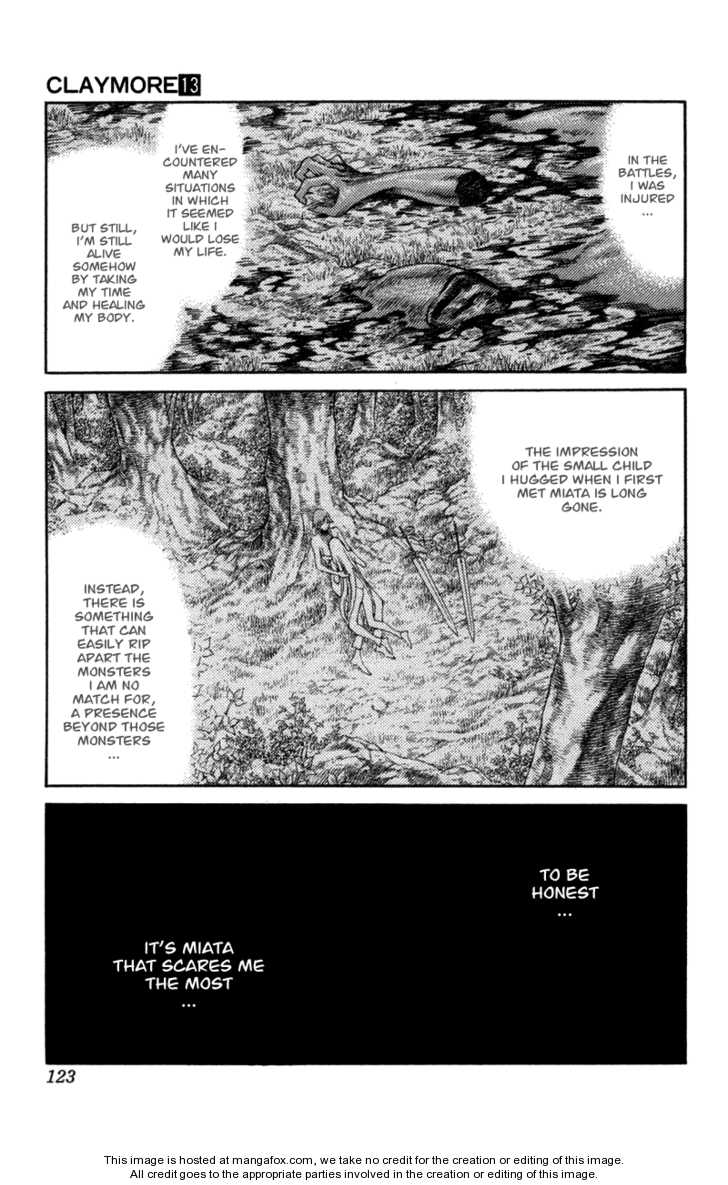 CLAYMORE 13
IN THE
BATTLES,
I WAS
INJURED
...
I'VE EN-
COUNTERED
MANY
SITUATIONS
IN WHICH
IT SEEMED
LIKE I
WOULD LOSE
MY LIFE.
BUT STILL,
I'M STILL
ALIVE
SOMEHOW
BY TAKING
MY TIME
AND HEALING
MY BODY.
THE IMPRESSION
OF THE SMALL CHILD
I HUGGED WHEN I FIRST
MET MIATA IS LONG
GONE.
INSTEAD,
THERE IS
SOMETHING
THAT CAN
EASILY RIP
APART THE
MONSTERS
I AM NO
MATCH FOR,
A PRESENCE
BEYOND THOSE
MONSTERS
...
TO BE
HONEST
...
IT'S MIATA
THAT SCARES ME
THE MOST
...
123
This image is hosted at mangafox.com, we take no credit for the creation or editing of this image.
All credit goes to the appropriate parties involved in the creation or editing of this image.